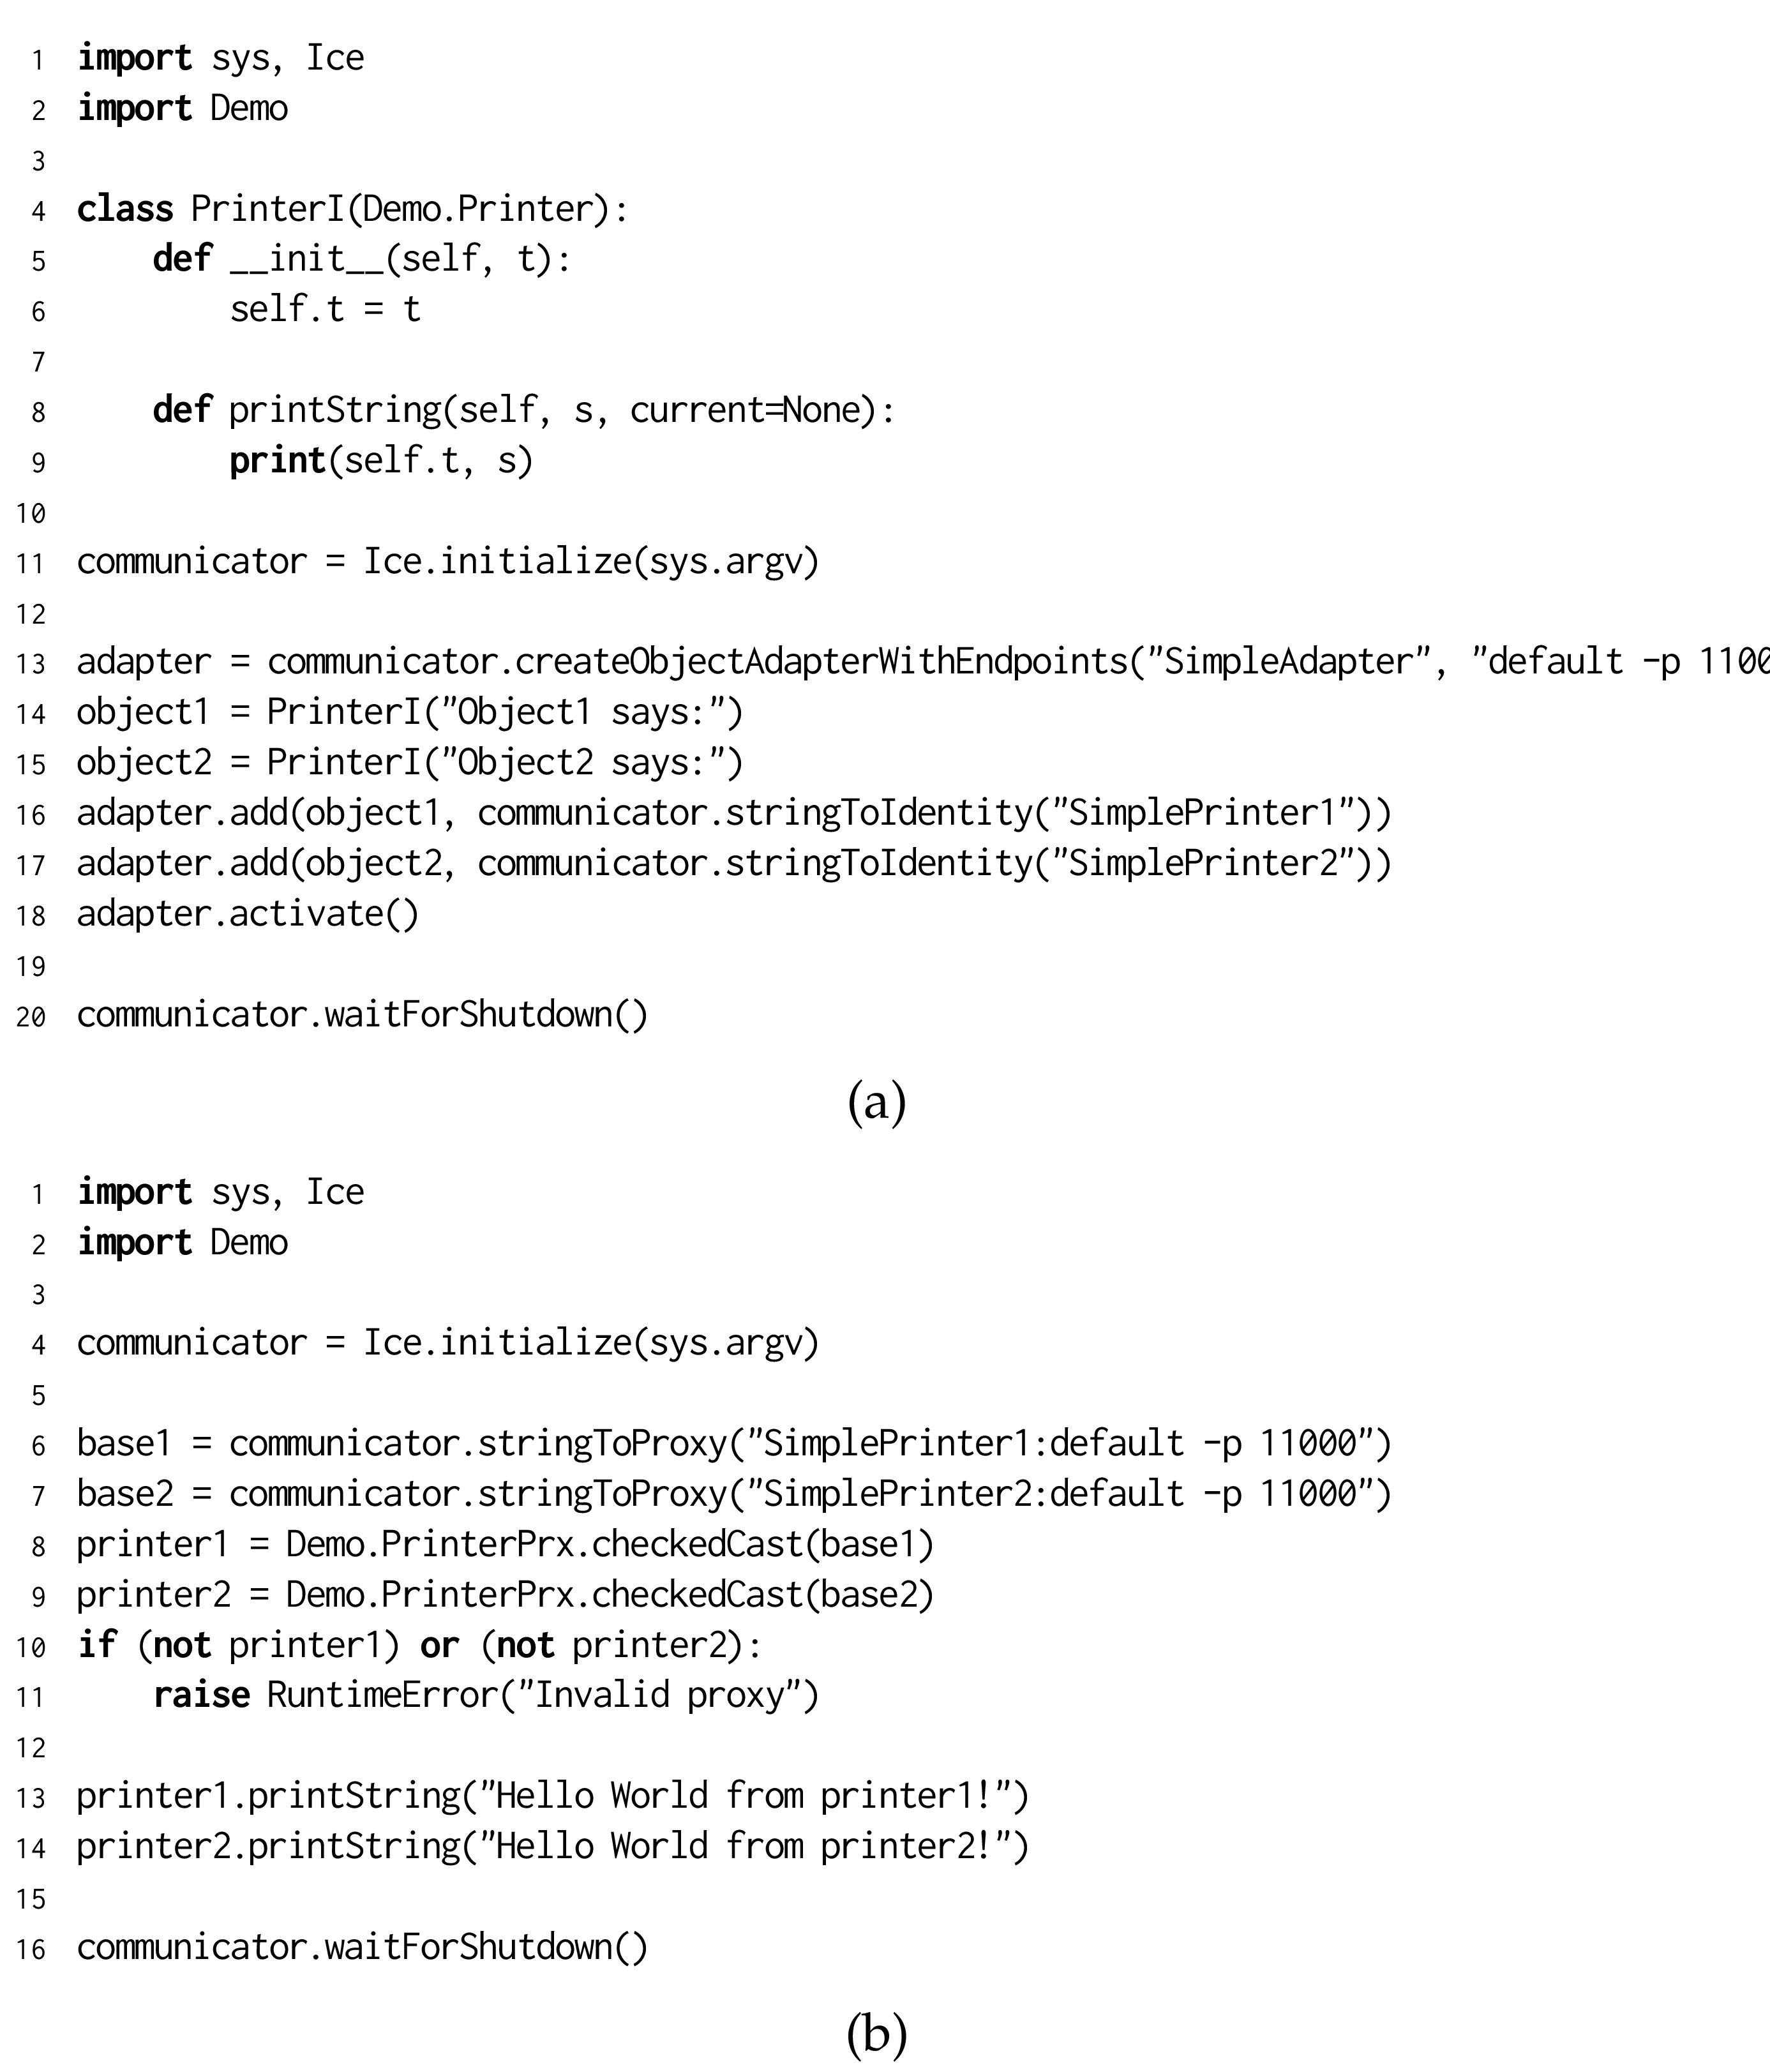 1 import sys, Ice
2 import Demo
3
4 class PrinterI(Demo.Printer):
5     def __init__(self, t):
6         self.t = t
7
8     def printString(self, s, current=None):
9         print(self.t, s)
10
11 communicator = Ice.initialize(sys.argv)
12
13 adapter = communicator.createObjectAdapterWithEndpoints("SimpleAdapter", "default -p 1100
14 object1 = PrinterI("Object1 says:")
15 object2 = PrinterI("Object2 says:")
16 adapter.add(object1, communicator.stringToIdentity("SimplePrinter1"))
17 adapter.add(object2, communicator.stringToIdentity("SimplePrinter2"))
18 adapter.activate()
19
20 communicator.waitForShutdown()
(a)
1 import sys, Ice
2 import Demo
3
4 communicator = Ice.initialize(sys.argv)
5
6 base1 = communicator.stringToProxy("SimplePrinter1:default -p 11000")
7 base2 = communicator.stringToProxy("SimplePrinter2:default -p 11000")
8 printer1 = Demo.PrinterPrx.checkedCast(base1)
9 printer2 = Demo.PrinterPrx.checkedCast(base2)
10 if (not printer1) or (not printer2):
11     raise RuntimeError("Invalid proxy")
12
13 printer1.printString("Hello World from printer1!")
14 printer2.printString("Hello World from printer2!")
15
16 communicator.waitForShutdown()
(b)